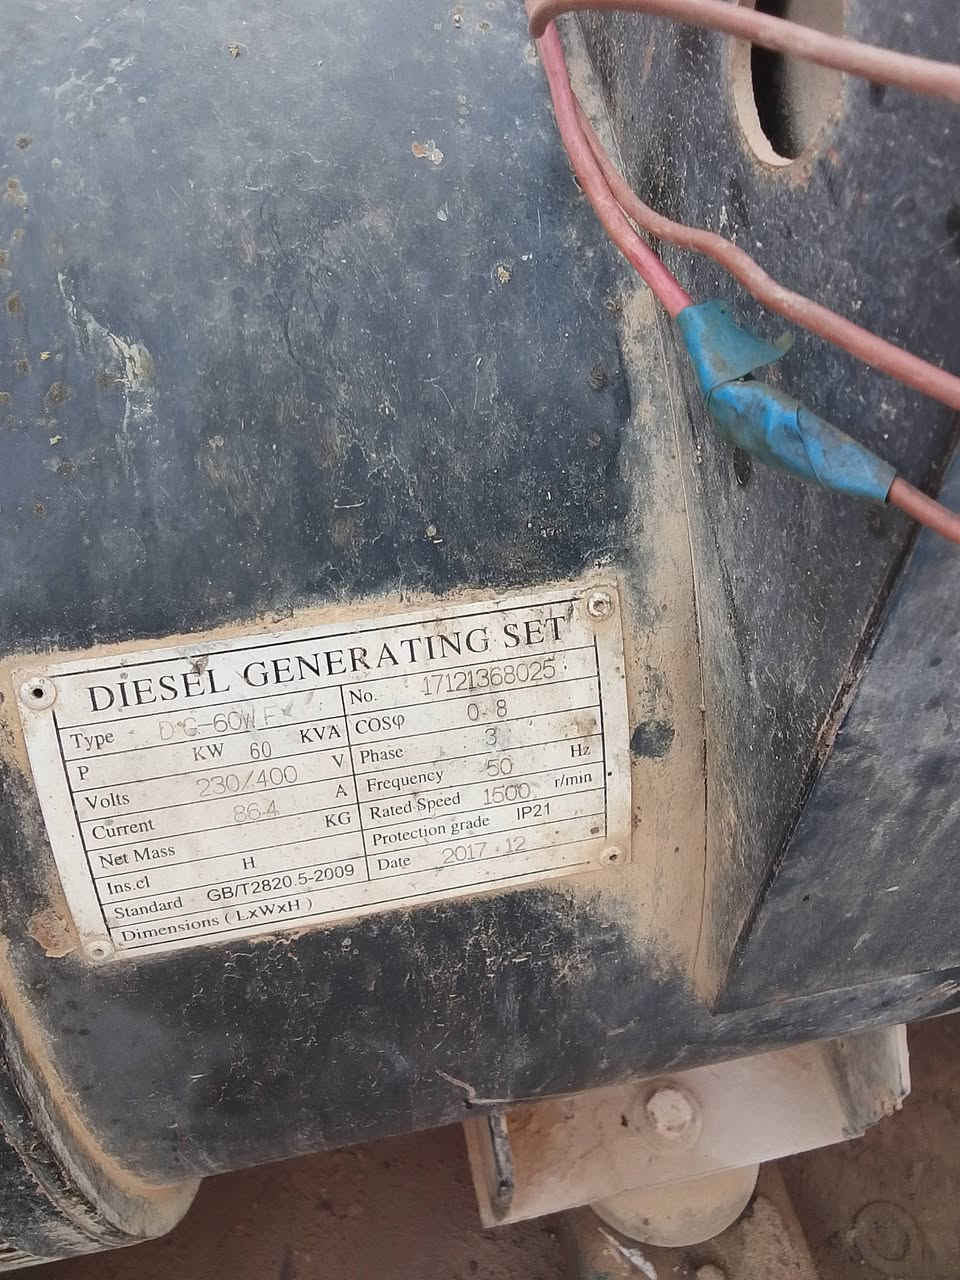 DIESEL GENERATING SET
Type DG-60WF No. 17121368025
P KW 60 KVA COSφ 0.8
Volts 230/400 V Phase 3
Current 86.4 A Frequency 50 Hz
Net Mass KG Rated Speed 1500 r/min
Ins.cl H Protection grade IP21
Standard GB/T2820.5-2009 Date 2017.12
Dimensions (LxWxH)